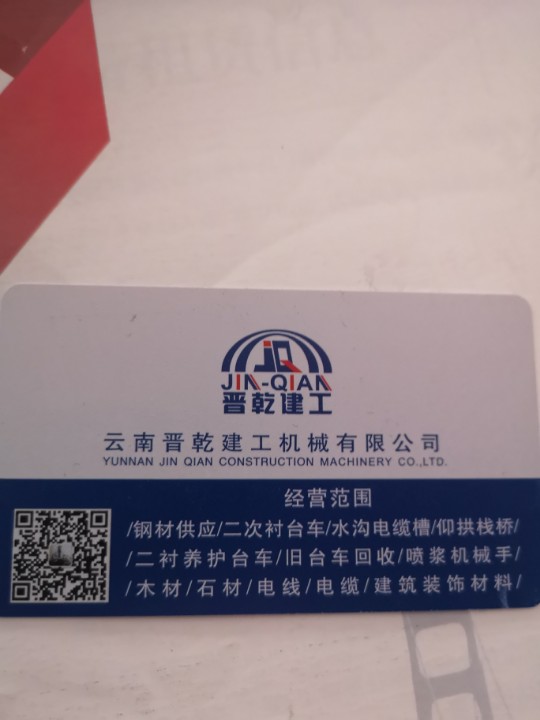 JQ
JIN-QIAN
晋乾建工
云南晋乾建工机械有限公司
YUNNAN JIN QIAN CONSTRUCTION MACHINERY CO.,LTD.
经营范围
/钢材供应/二次衬台车/水沟电缆槽/仰拱栈桥/
/二衬养护台车/旧台车回收/喷浆机械手/
/木材/石材/电线/电缆/建筑装饰材料/